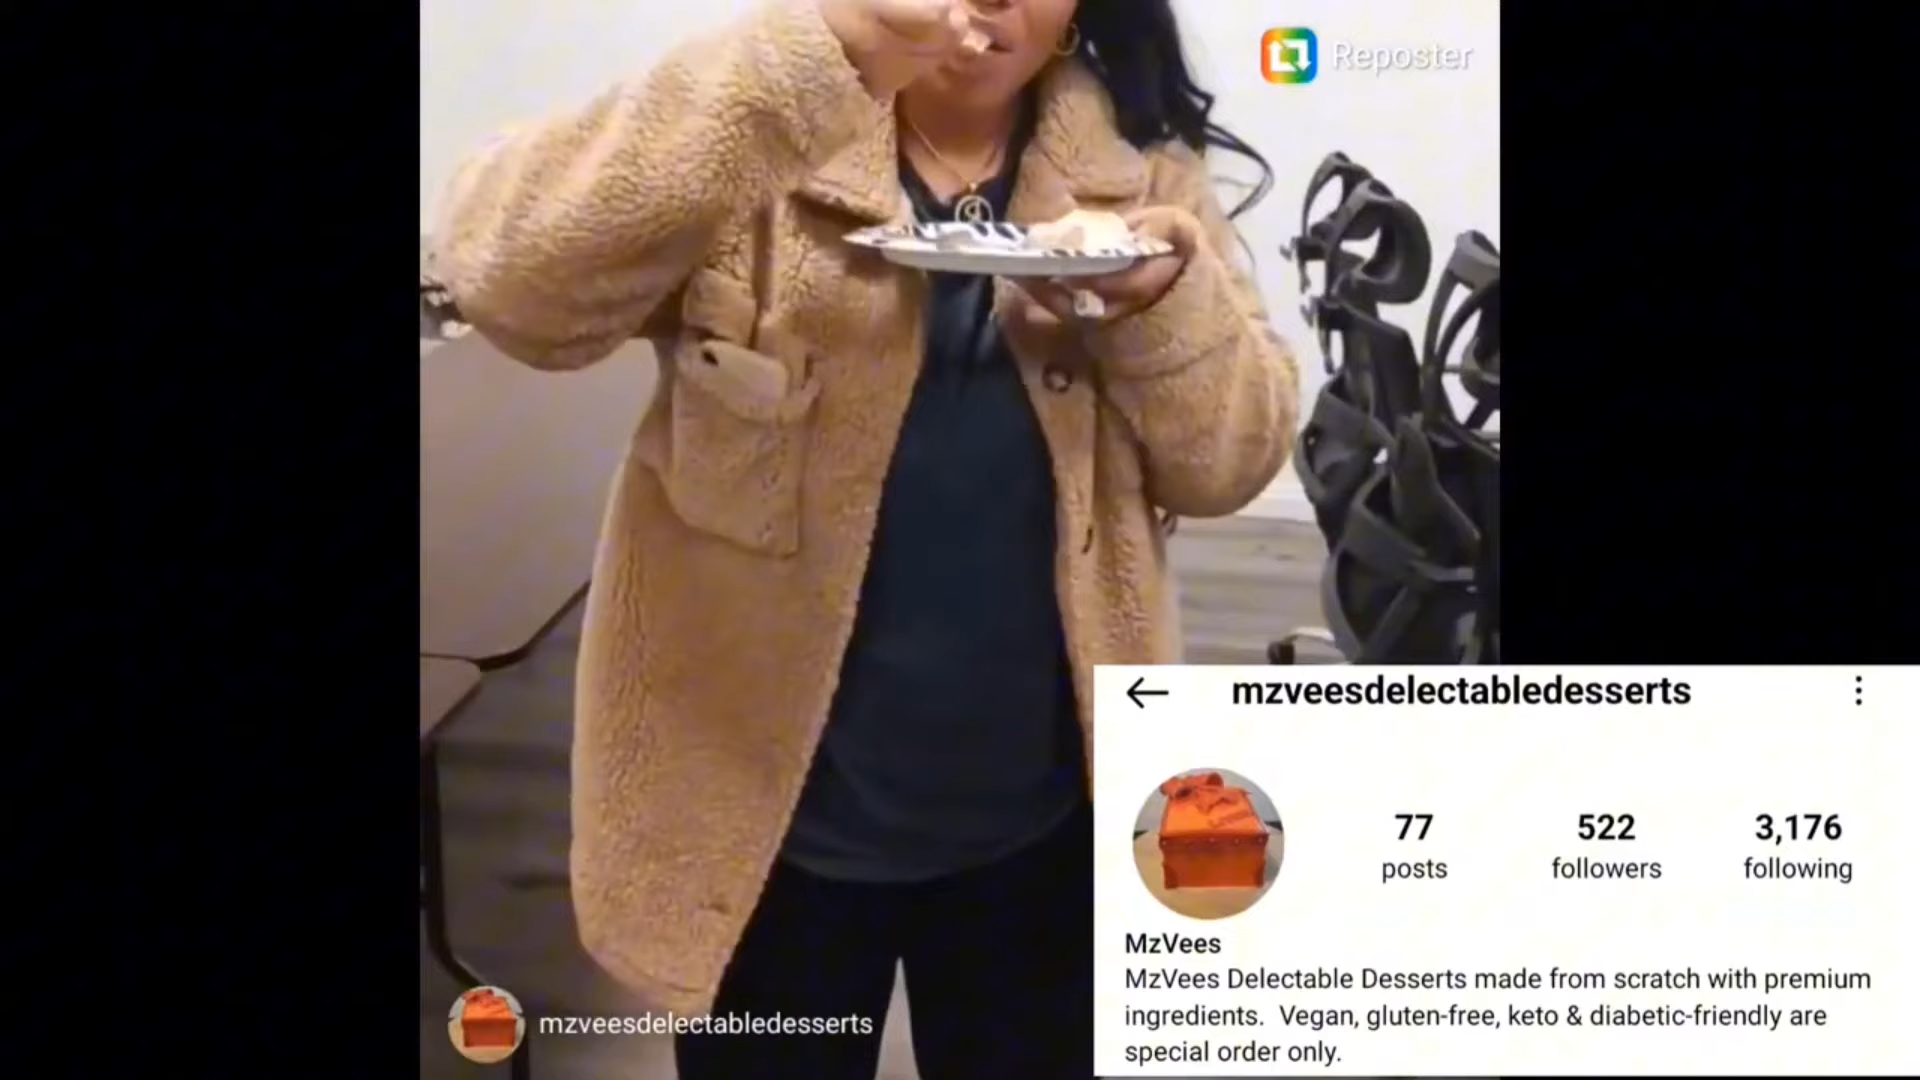 Reposter
mzveesdelectabledesserts
77
522
3,176
posts
followers
following
MzVees
MzVees Delectable Desserts made from scratch with premium
ingredients.  Vegan, gluten-free, keto & diabetic-friendly are
special order only.
mzveesdelectabledesserts